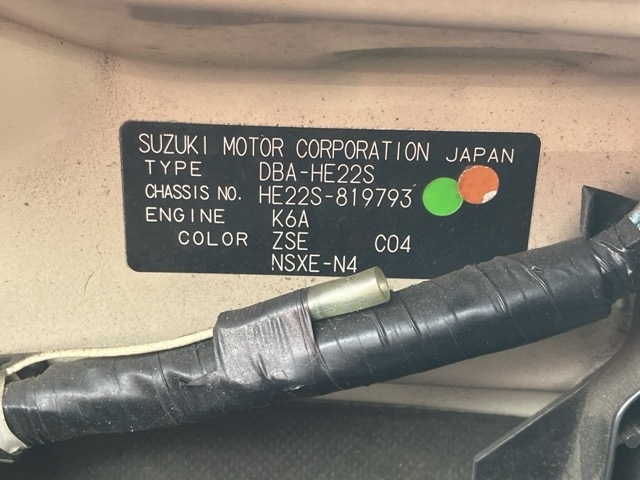 SUZUKI MOTOR CORPORATION JAPAN
TYPE DBA-HE22S
CHASSIS NO. HE22S-819793
ENGINE K6A
COLOR ZSE C04
NSXE-N4